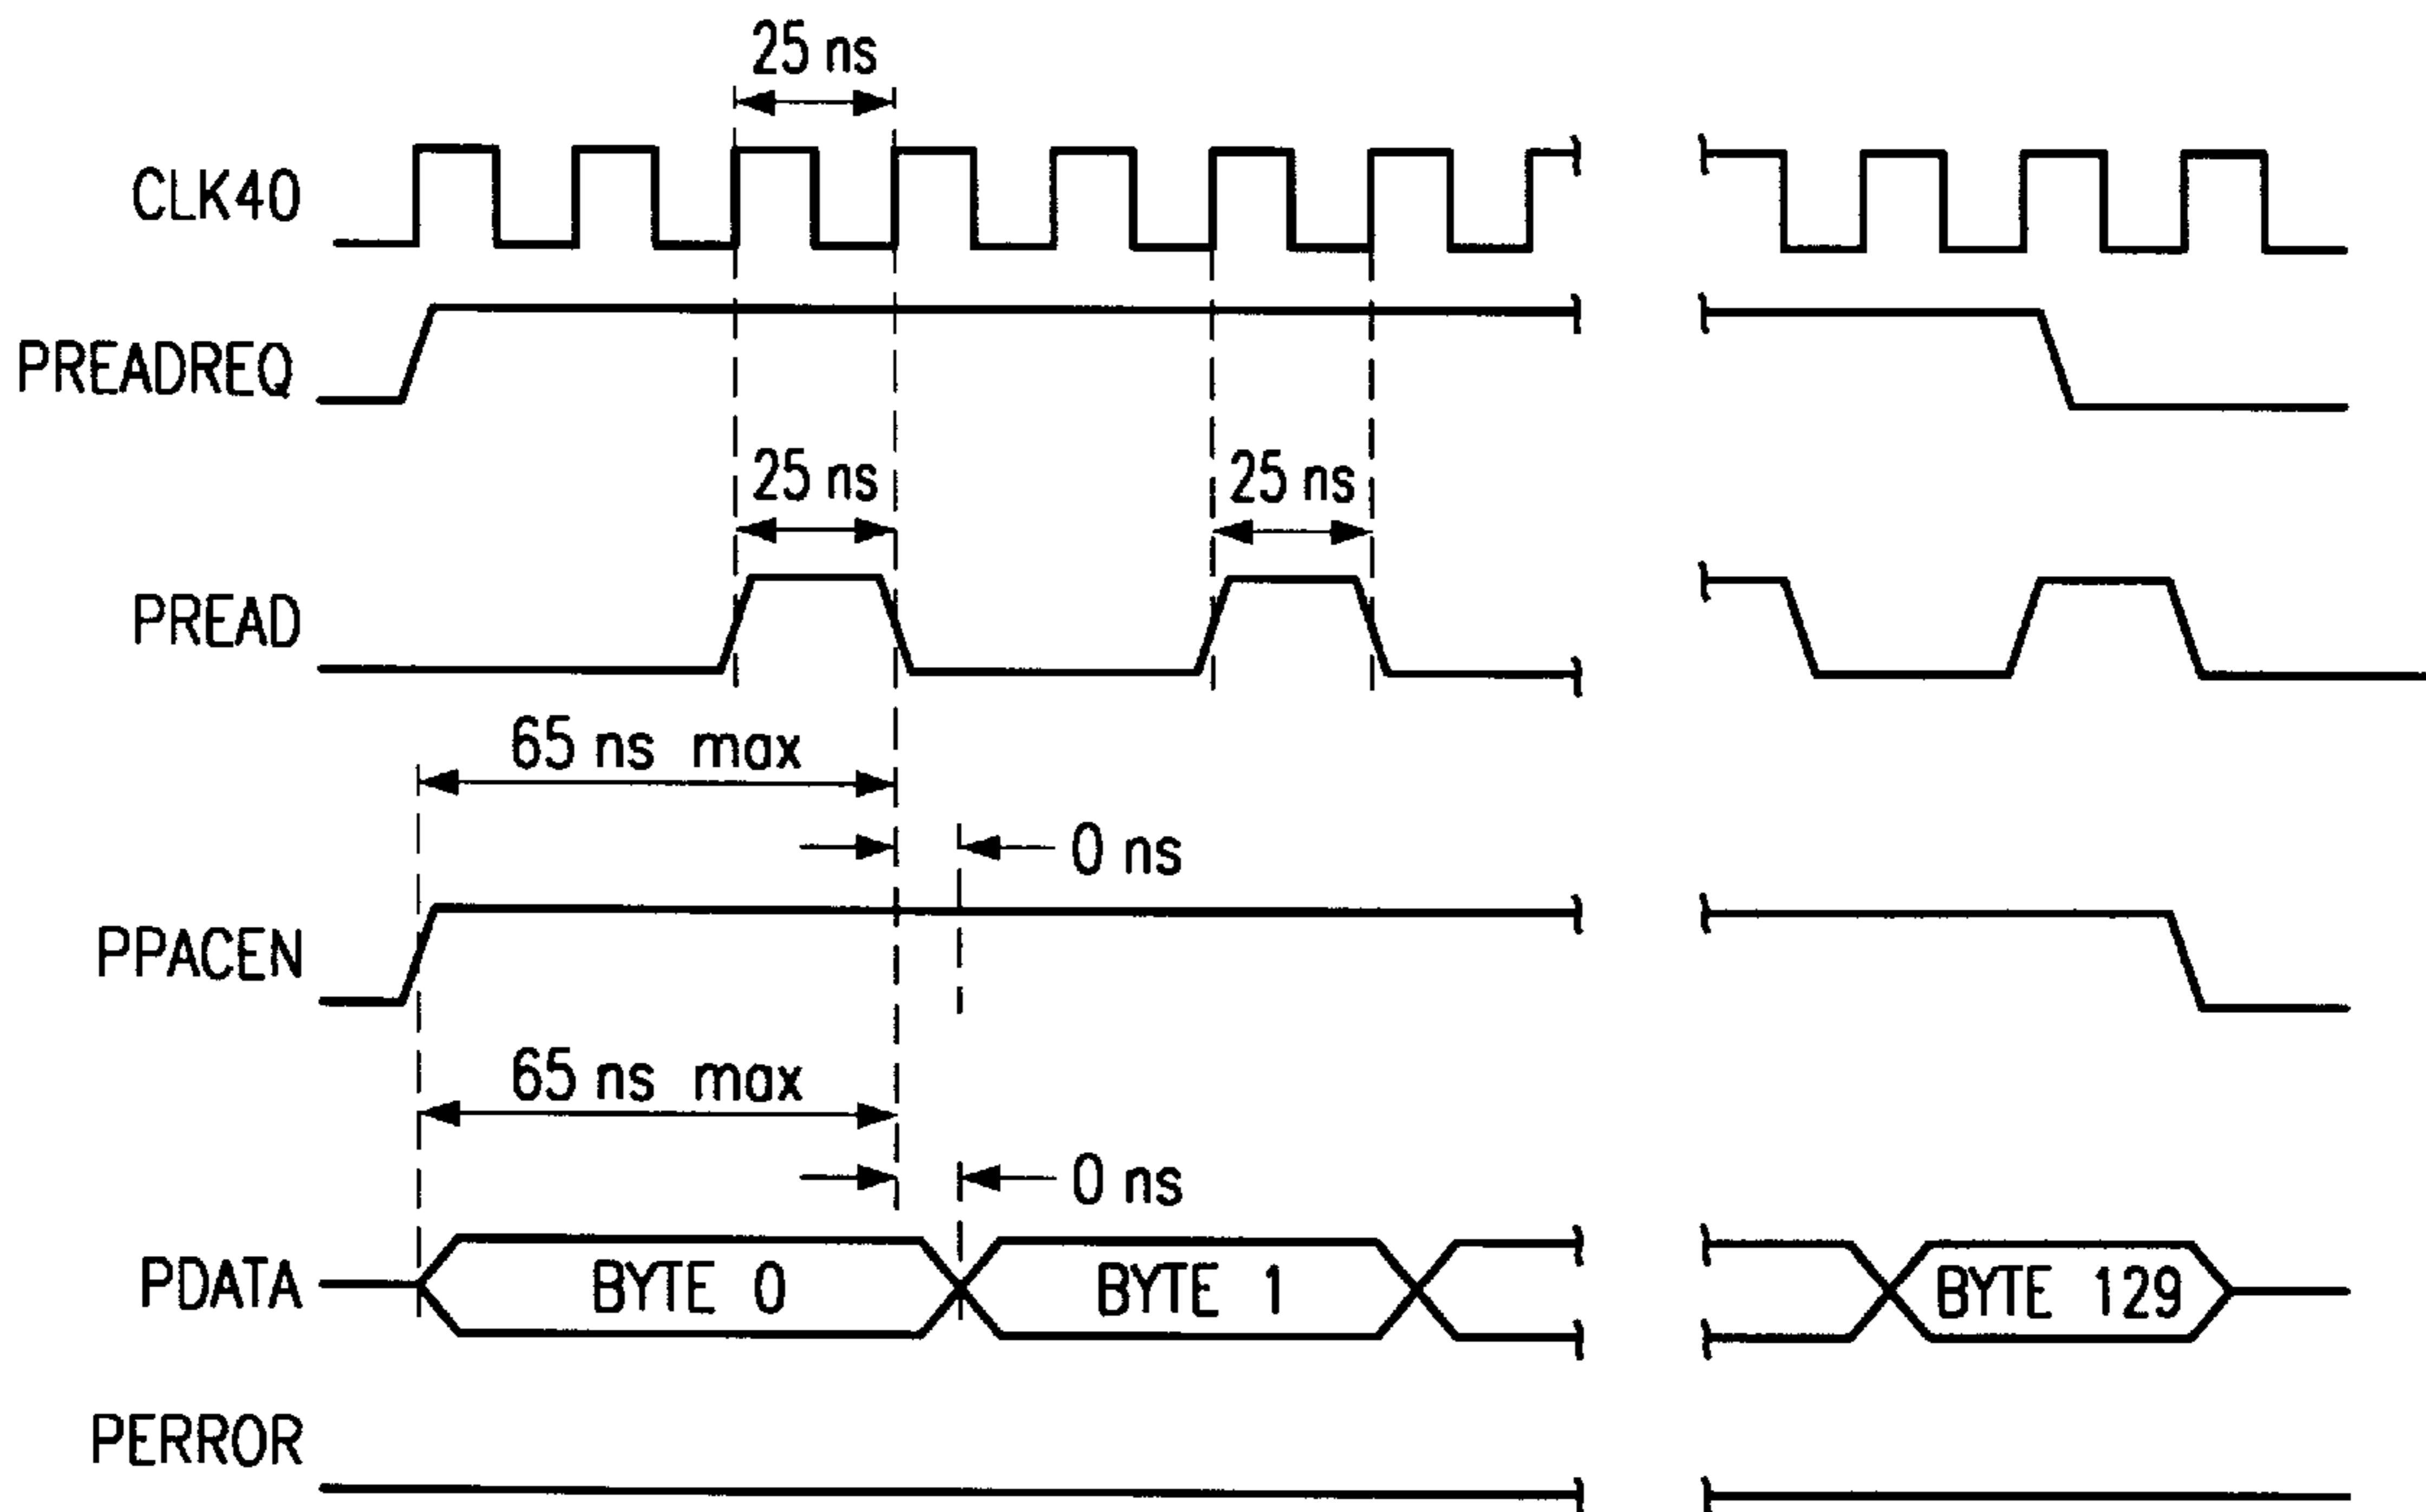 25 ns
CLK40
PREADREQ
25 ns 25 ns
PREAD
65 ns max
0 ns
PPACEN
65 ns max
0 ns
PDATA BYTE 0 BYTE 1 BYTE 129
PERROR